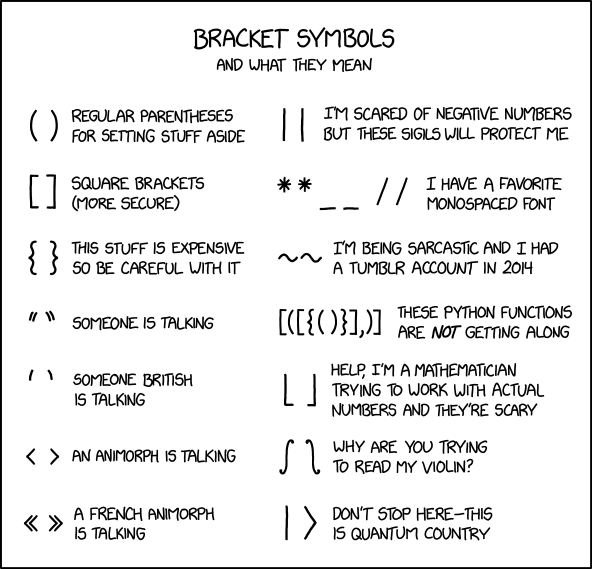 BRACKET SYMBOLS
AND WHAT THEY MEAN
( ) REGULAR PARENTHESES
FOR SETTING STUFF ASIDE
[ ] SQUARE BRACKETS
(MORE SECURE)
{ } THIS STUFF IS EXPENSIVE
SO BE CAREFUL WITH IT
" " SOMEONE IS TALKING
' ' SOMEONE BRITISH
IS TALKING
< > AN ANIMORPH IS TALKING
« » A FRENCH ANIMORPH
IS TALKING
| | I'M SCARED OF NEGATIVE NUMBERS
BUT THESE SIGILS WILL PROTECT ME
* * _ _ / / I HAVE A FAVORITE
MONOSPACED FONT
~~ I'M BEING SARCASTIC AND I HAD
A TUMBLR ACCOUNT IN 2014
[([{()}],)] THESE PYTHON FUNCTIONS
ARE NOT GETTING ALONG
⌊ ⌋ HELP, I'M A MATHEMATICIAN
TRYING TO WORK WITH ACTUAL
NUMBERS AND THEY'RE SCARY
ʃ ʅ WHY ARE YOU TRYING
TO READ MY VIOLIN?
| 〉 DON'T STOP HERE—THIS
IS QUANTUM COUNTRY